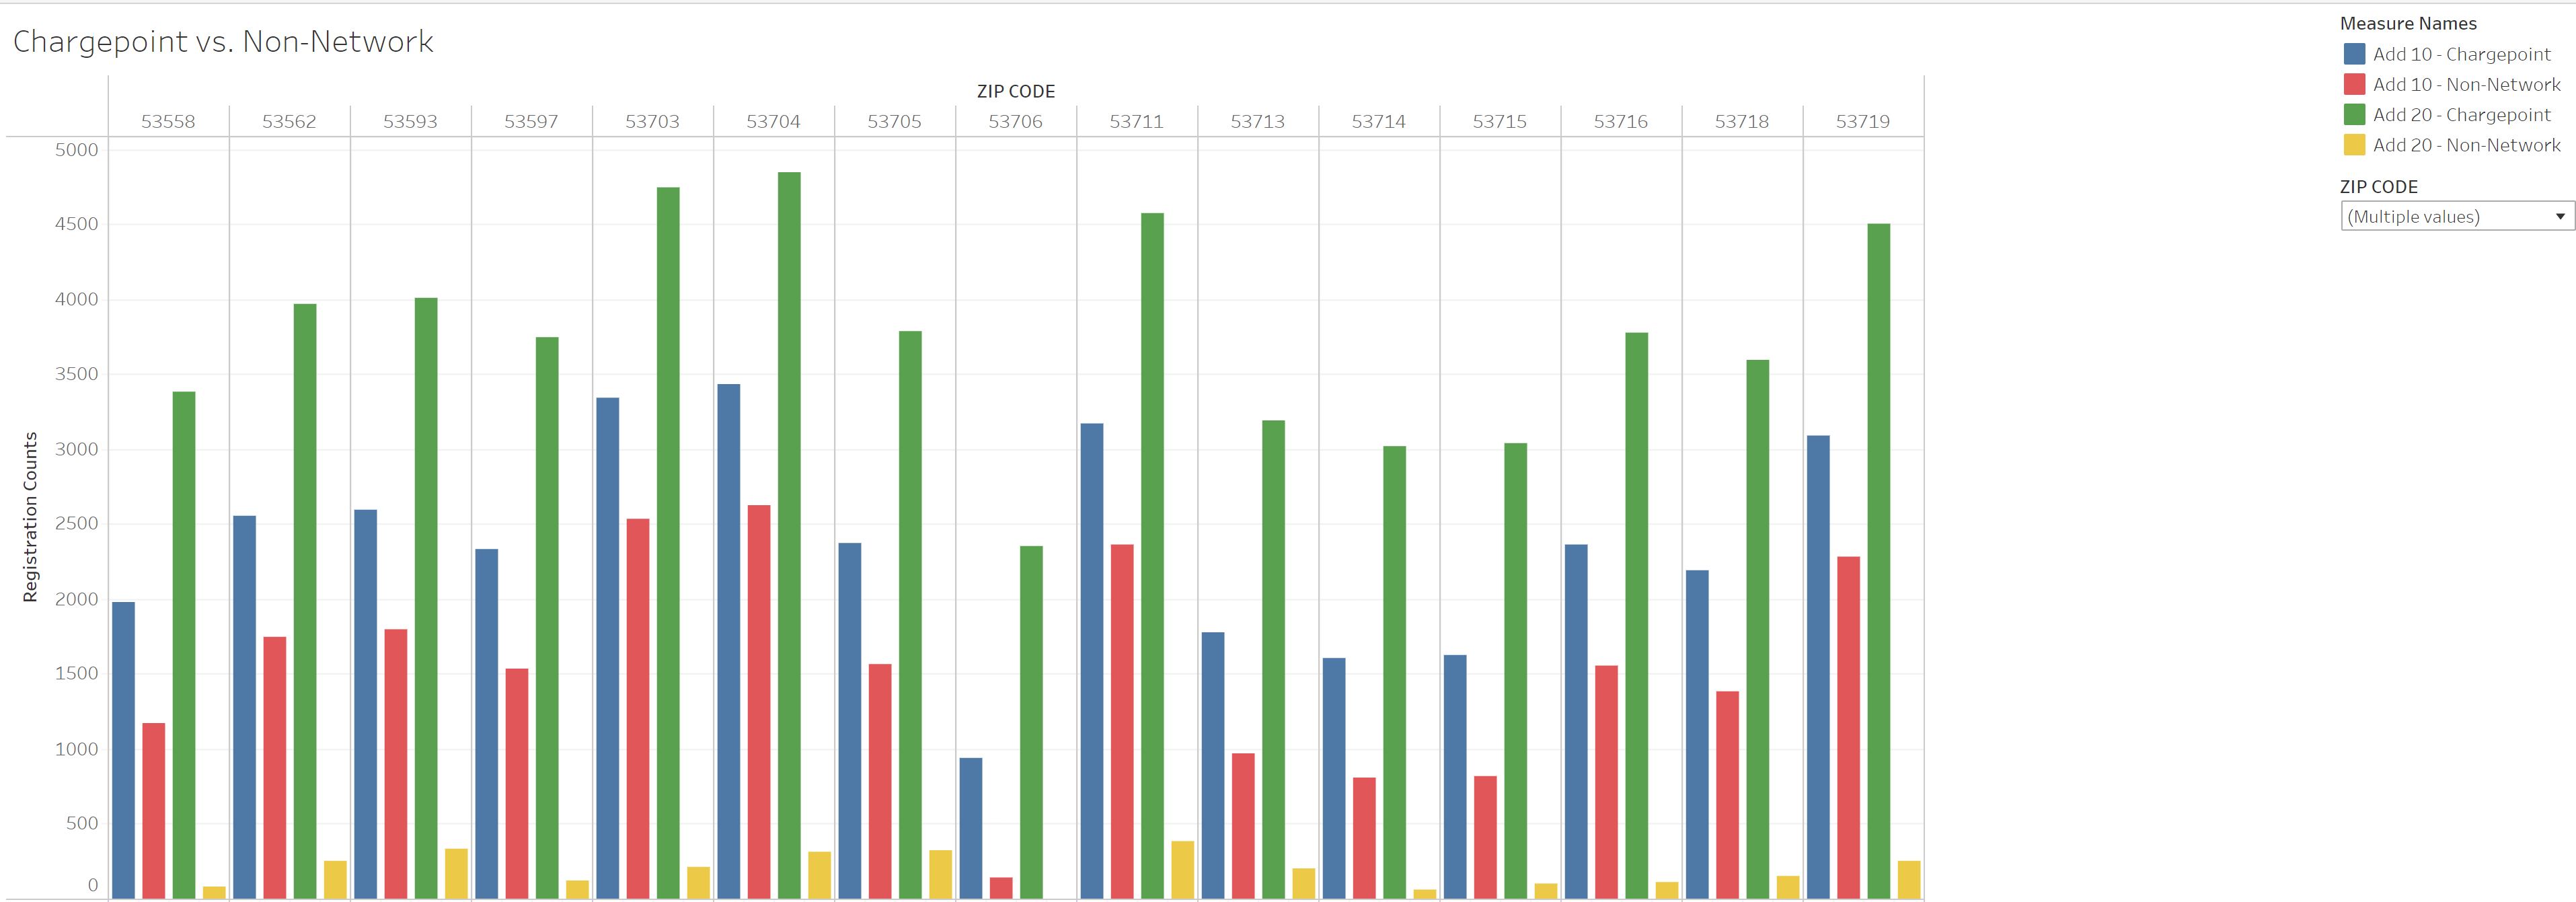 Chargepoint vs. Non-Network
ZIP CODE
53558 53562 53593 53597 53703 53704 53705 53706 53711 53713 53714 53715 53716 53718 53719
5000
4500
4000
3500
3000
2500
2000
1500
1000
500
0
Registration Counts
Measure Names
Add 10 - Chargepoint
Add 10 - Non-Network
Add 20 - Chargepoint
Add 20 - Non-Network
ZIP CODE
(Multiple values)